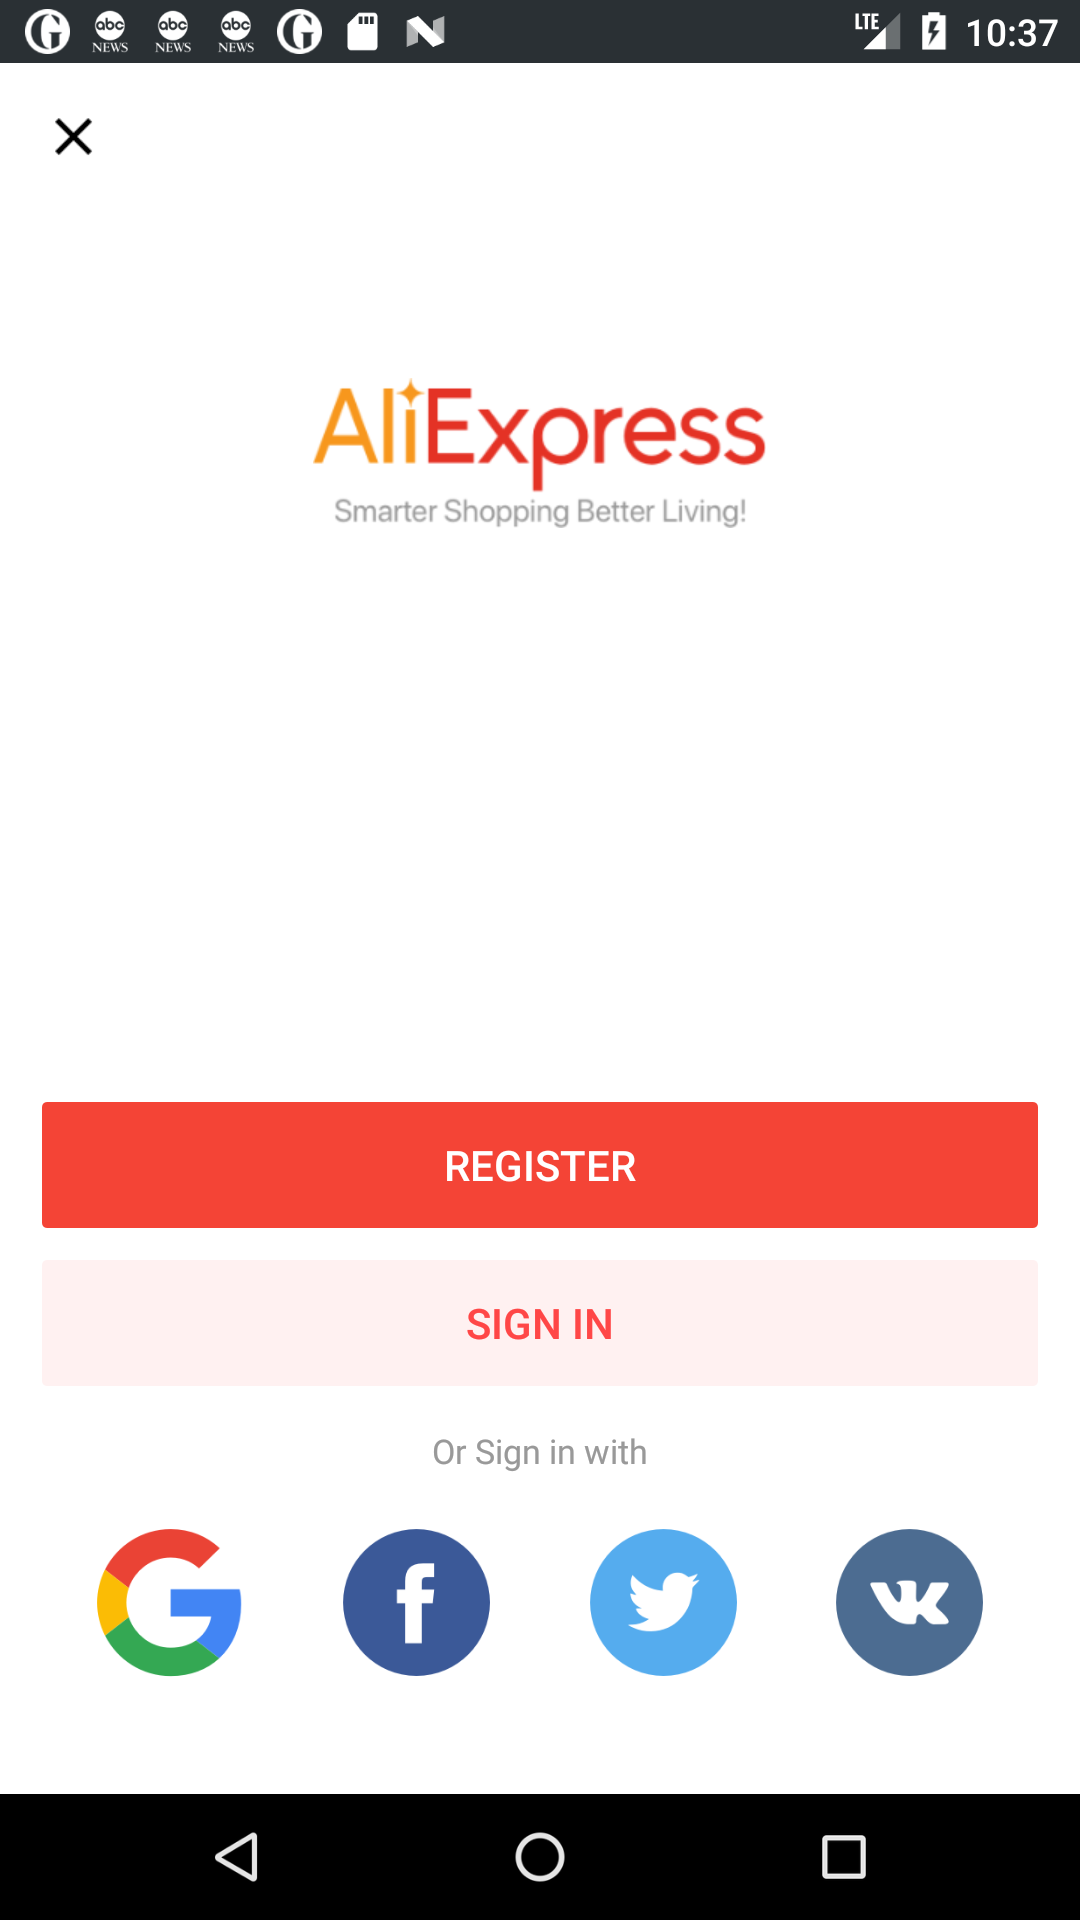 abc NEWS abc NEWS abc NEWS LTE 10:37
AliExpress
Smarter Shopping Better Living!
REGISTER
SIGN IN
Or Sign in with